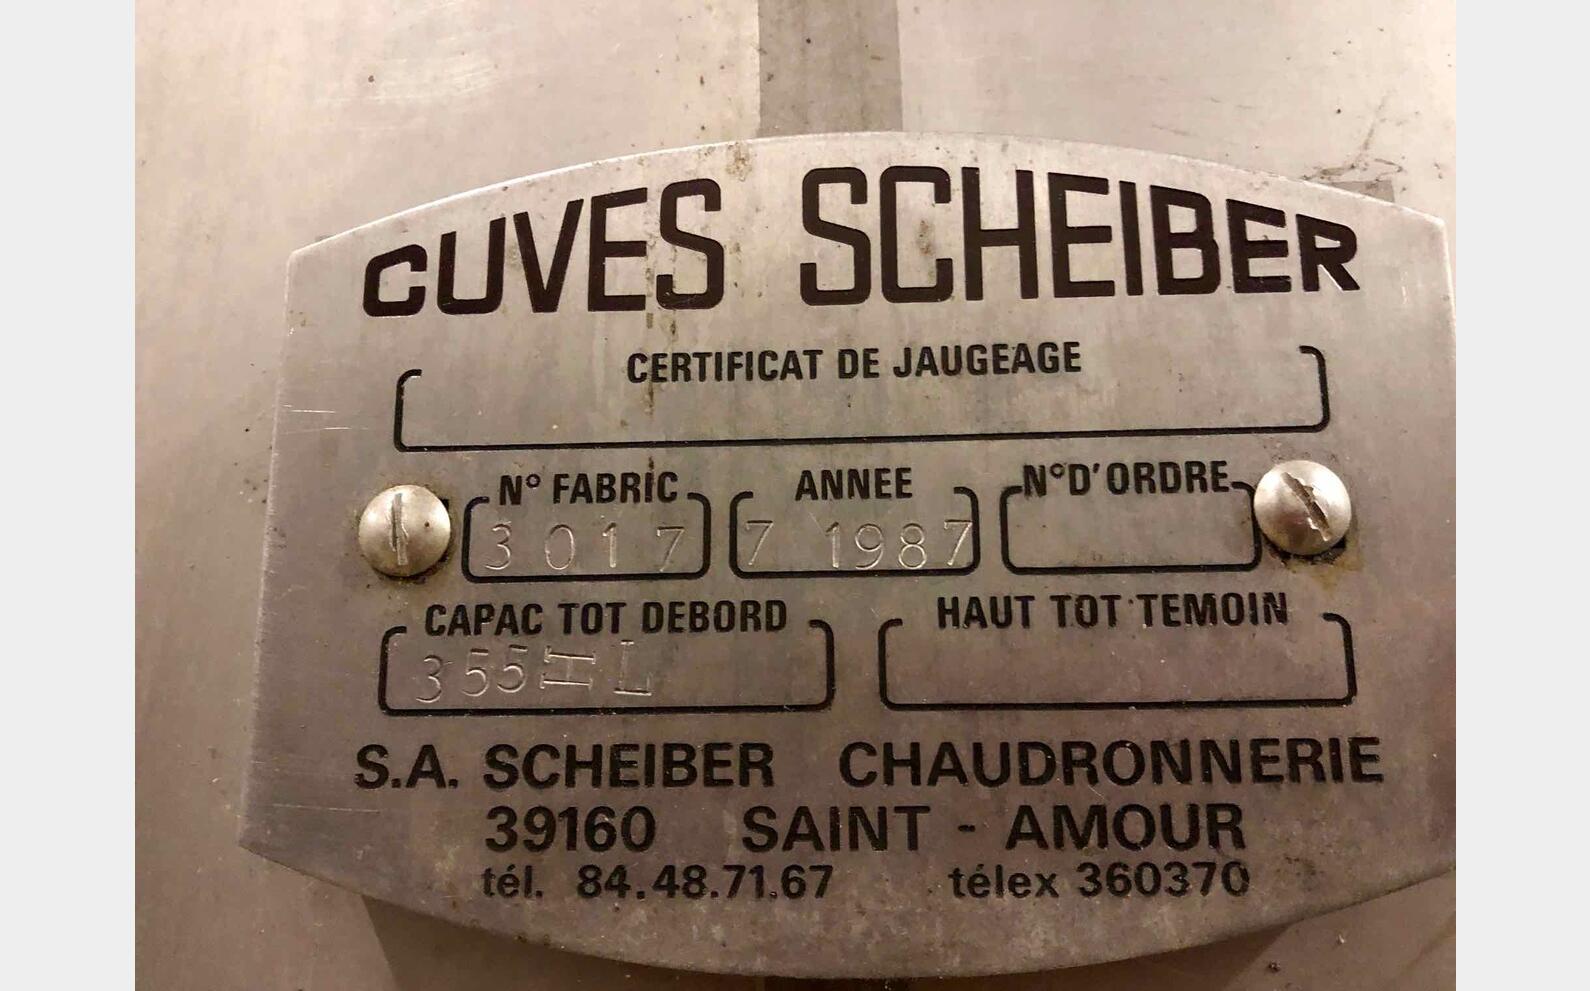 CUVES SCHEIBER
CERTIFICAT DE JAUGEAGE
N° FABRIC ANNEE N° D'ORDRE
3017 7 1987
CAPAC TOT DEBORD HAUT TOT TEMOIN
355HL
S.A. SCHEIBER CHAUDRONNERIE
39160 SAINT - AMOUR
tél. 84.48.71.67 télex 360370